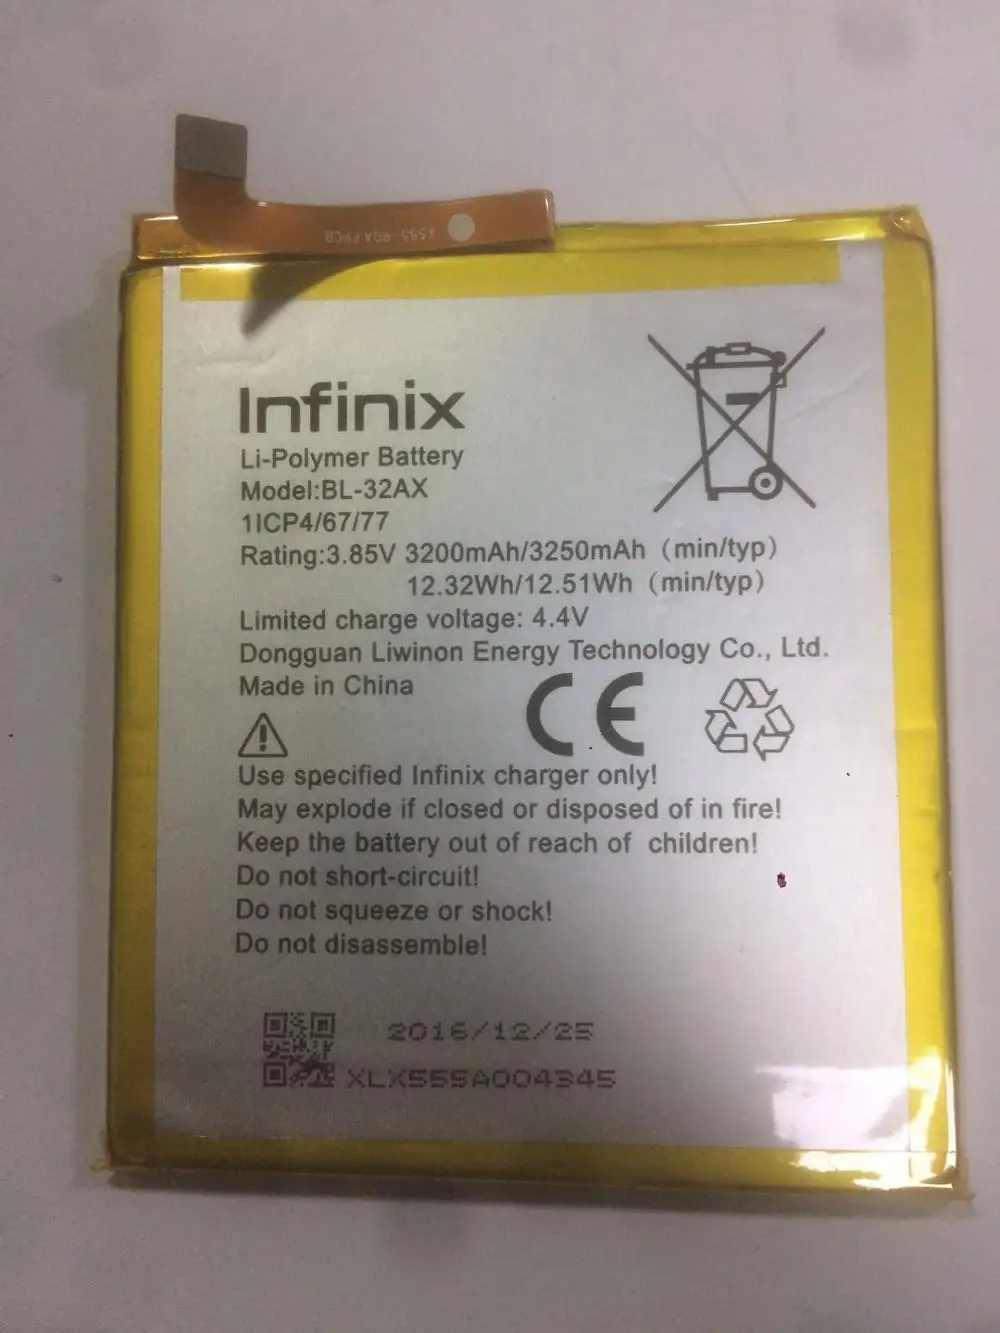 X555-RQA FPCB
Infinix
Li-Polymer Battery
Model:BL-32AX
1ICP4/67/77
Rating:3.85V 3200mAh/3250mAh（min/typ）
12.32Wh/12.51Wh（min/typ）
Limited charge voltage: 4.4V
Dongguan Liwinon Energy Technology Co., Ltd.
Made in China
CE
Use specified Infinix charger only!
May explode if closed or disposed of in fire!
Keep the battery out of reach of children!
Do not short-circuit!
Do not squeeze or shock!
Do not disassemble!
2016/12/25
XLX555A004345